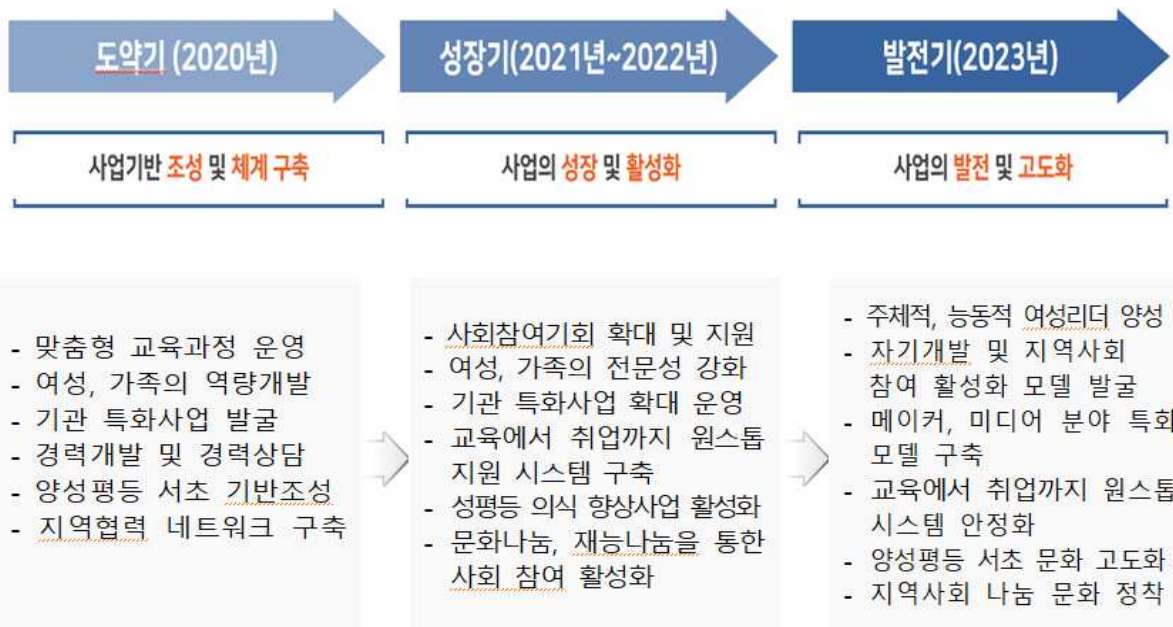 도약기 (2020년)
성장기(2021년~2022년)
발전기(2023년)
사업기반 조성 및 체계 구축
사업의 성장 및 활성화
사업의 발전 및 고도화
- 맞춤형 교육과정 운영
- 여성, 가족의 역량개발
- 기관 특화사업 발굴
- 경력개발 및 경력상담
- 양성평등 서초 기반조성
- 지역협력 네트워크 구축
- 사회참여기회 확대 및 지원
- 여성, 가족의 전문성 강화
- 기관 특화사업 확대 운영
- 교육에서 취업까지 원스톱
지원 시스템 구축
- 성평등 의식 향상사업 활성화
- 문화나눔, 재능나눔을 통한
사회 참여 활성화
- 주체적, 능동적 여성리더 양성
- 자기개발 및 지역사회
참여 활성화 모델 발굴
- 메이커, 미디어 분야 특화
모델 구축
- 교육에서 취업까지 원스톱
시스템 안정화
- 양성평등 서초 문화 고도화
- 지역사회 나눔 문화 정착